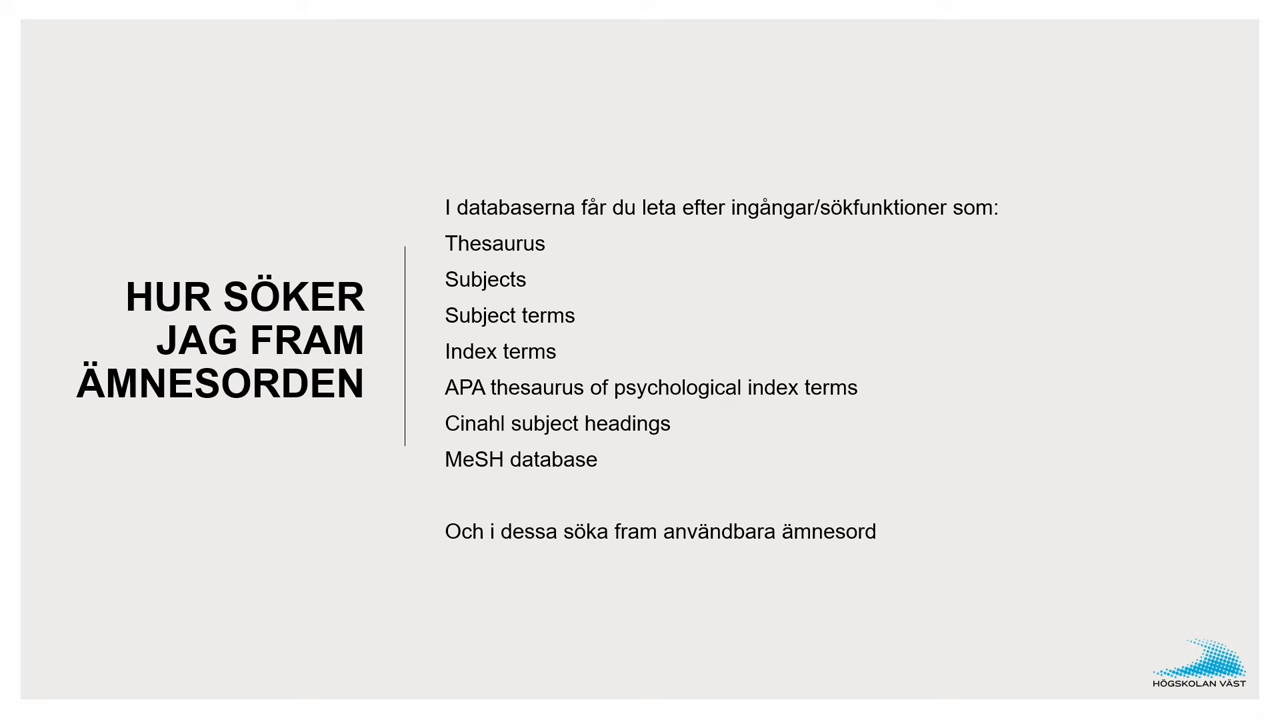 HUR SÖKER
JAG FRAM
ÄMNESORDEN
I databaserna får du leta efter ingångar/sökfunktioner som:
Thesaurus
Subjects
Subject terms
Index terms
APA thesaurus of psychological index terms
Cinahl subject headings
MeSH database
Och i dessa söka fram användbara ämnesord
HÖGSKOLAN VÄST